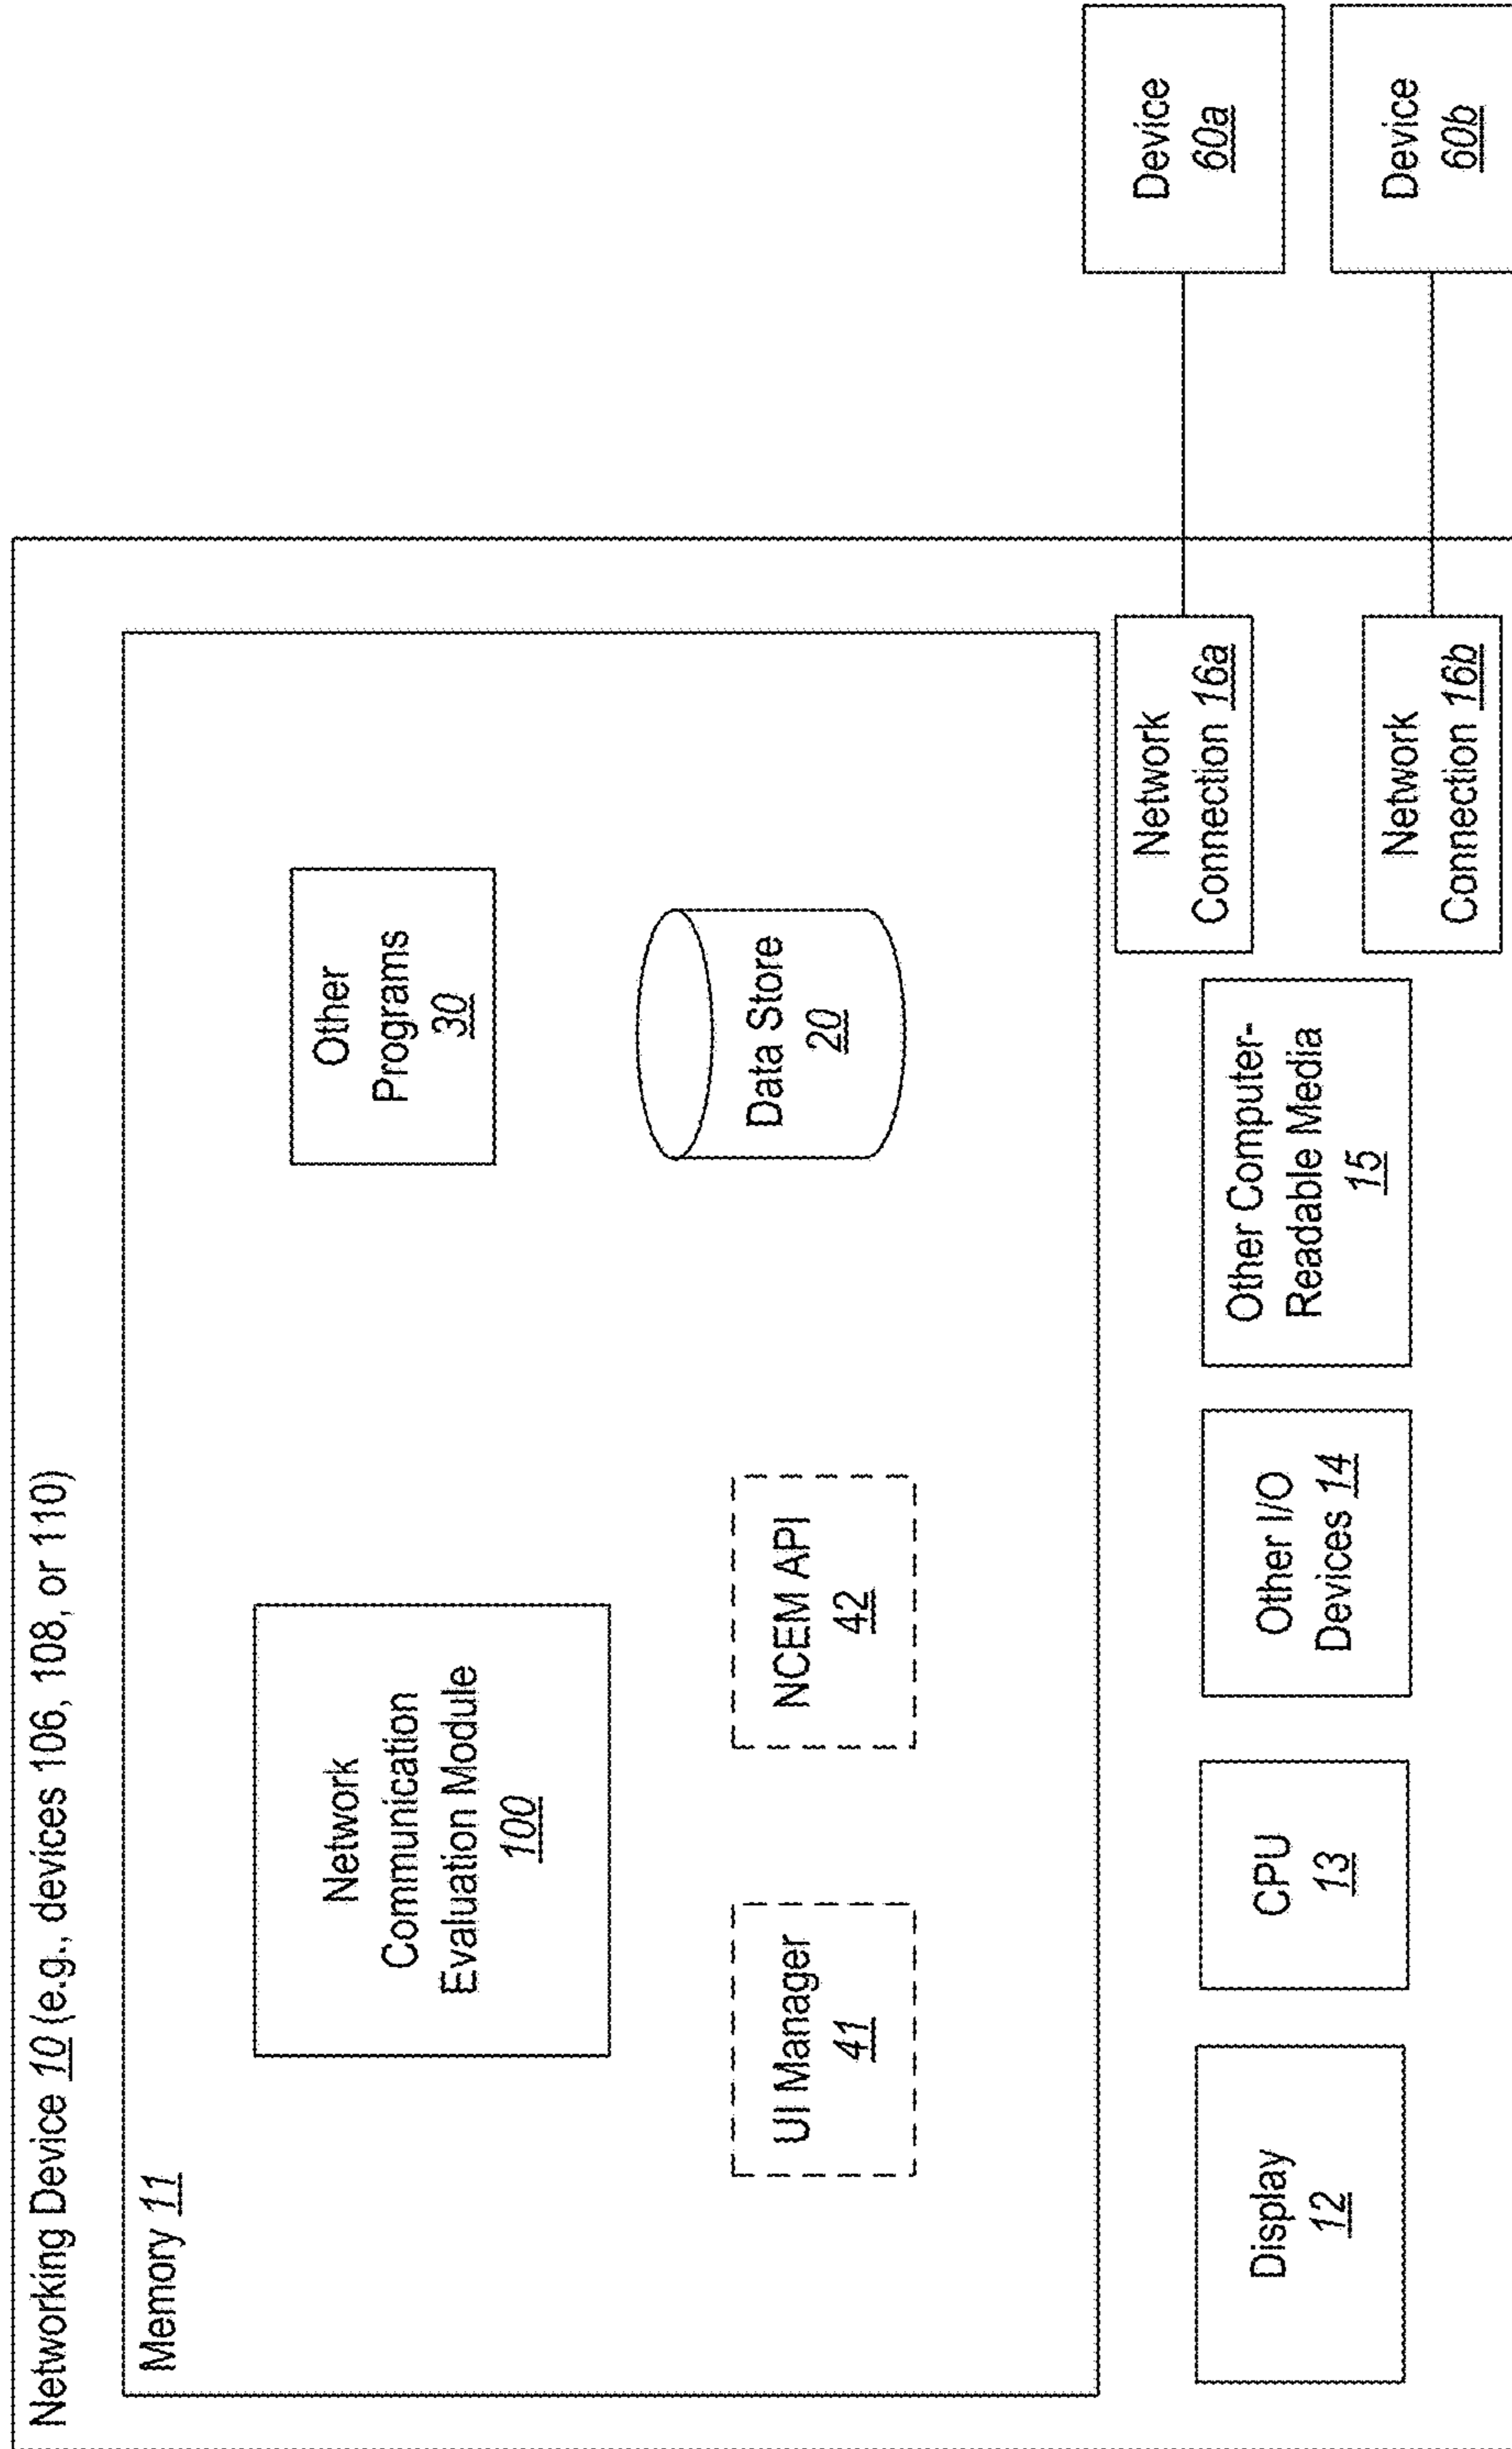 Networking Device 10 (e.g., devices 106, 108, or 110)
Memory 11
Network
Communication
Evaluation Module
100
Other
Programs
30
UI Manager
41
NCEM API
42
Data Store
20
Display
12
CPU
13
Other I/O
Devices 14
Other Computer-
Readable Media
15
Network
Connection 16a
Network
Connection 16b
Device
60a
Device
60b